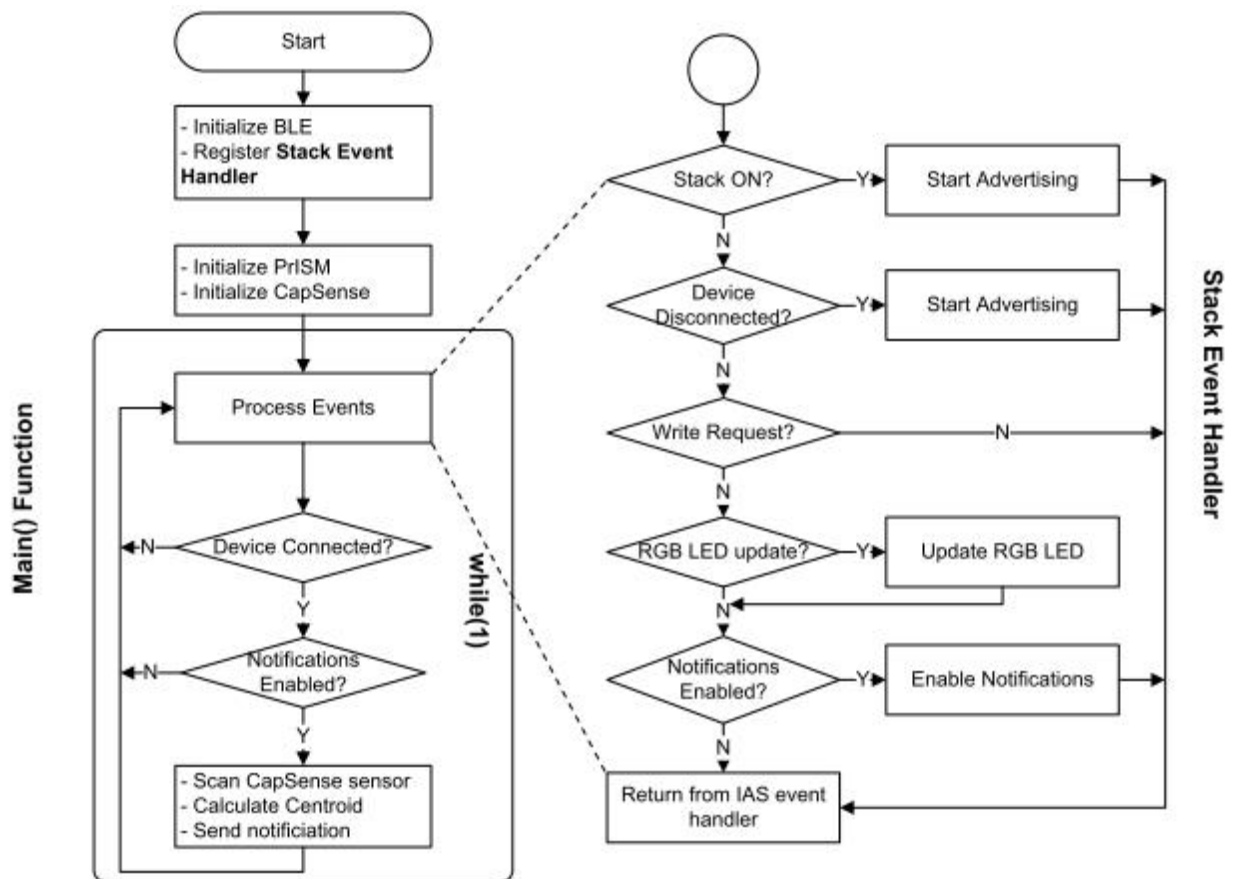 Start
- Initialize BLE
- Register Stack Event
Handler
- Initialize PrISM
- Initialize CapSense
Main() Function
Process Events
Device Connected?
N
Y
Notifications
Enabled?
N
Y
- Scan CapSense sensor
- Calculate Centroid
- Send notificiation
while(1)
Stack ON?
Y
Start Advertising
N
Device
Disconnected?
Y
Start Advertising
N
Write Request?
N
N
RGB LED update?
Y
Update RGB LED
N
Notifications
Enabled?
Y
Enable Notifications
N
Return from IAS event
handler
Stack Event Handler